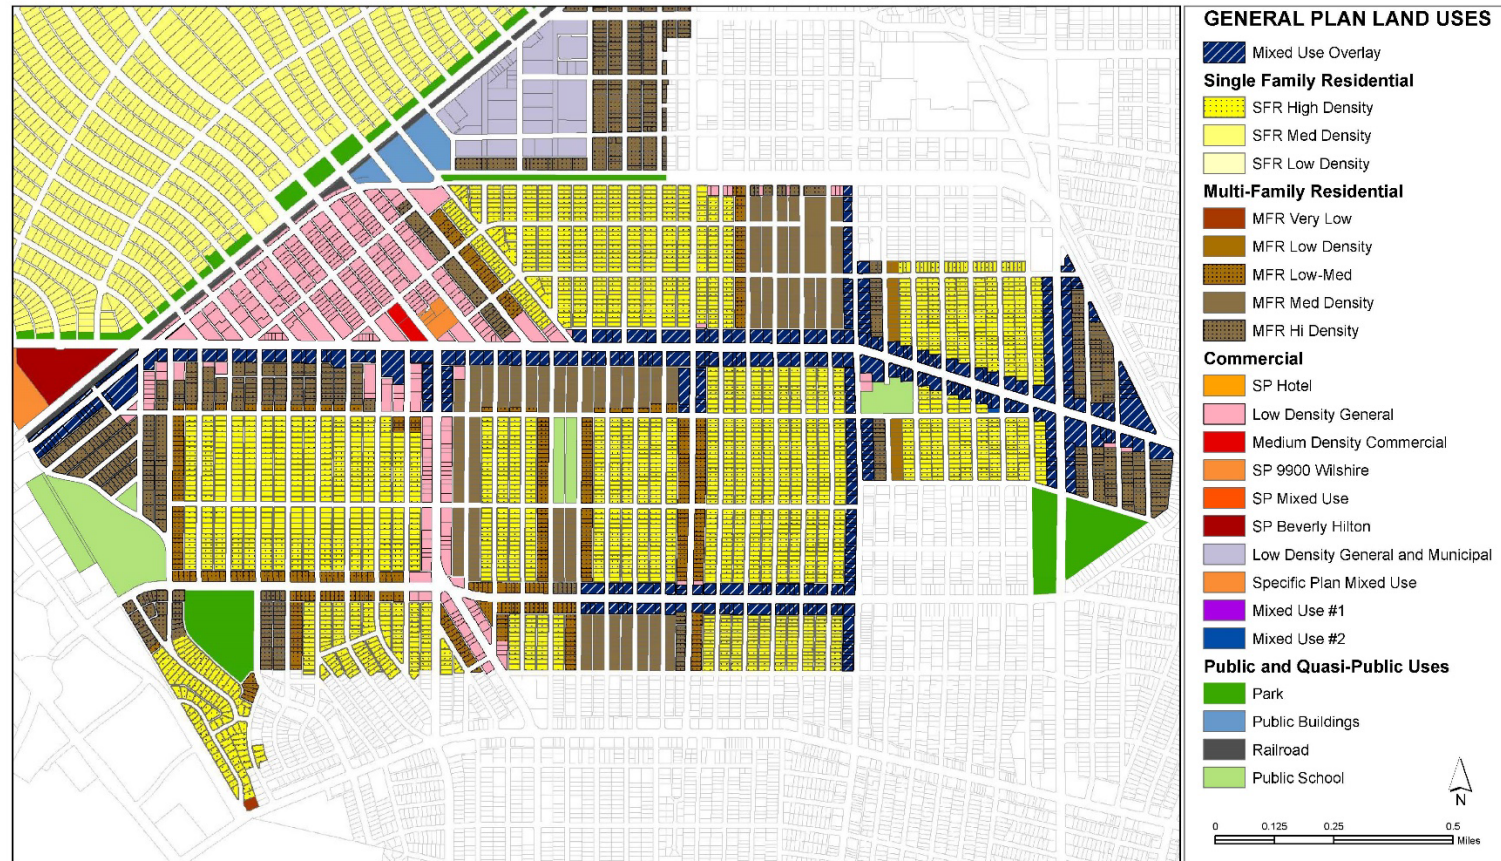 GENERAL PLAN LAND USES
Mixed Use Overlay
Single Family Residential
SFR High Density
SFR Med Density
SFR Low Density
Multi-Family Residential
MFR Very Low
MFR Low Density
MFR Low-Med
MFR Med Density
MFR Hi Density
Commercial
SP Hotel
Low Density General
Medium Density Commercial
SP 9900 Wilshire
SP Mixed Use
SP Beverly Hilton
Low Density General and Municipal
Specific Plan Mixed Use
Mixed Use #1
Mixed Use #2
Public and Quasi-Public Uses
Park
Public Buildings
Railroad
Public School
N
0 0.125 0.25 0.5
Miles